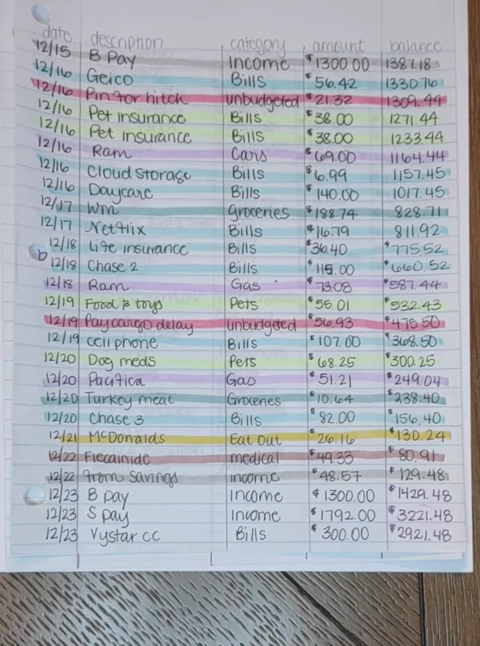 date description category amount balance
12/15 B Pay Income $1300.00 1387.18
12/16 Geico Bills $56.42 1330.76
12/16 Pin for hitch unbudgeted $21.32 1309.44
12/16 Pet insurance Bills $38.00 1271.44
12/16 Pet insurance Bills $38.00 1233.44
12/16 Ram Cars $69.00 1164.44
12/16 Cloud storage Bills $6.99 1157.45
12/16 Daycare Bills $140.00 1017.45
12/17 Wm Groceries $188.74 828.71
12/17 Netflix Bills $16.79 811.92
12/18 Life insurance Bills $36.40 $775.52
12/18 Chase 2 Bills $115.00 $660.52
12/18 Ram Gas $73.08 $587.44
12/19 Food & toys Pets $55.01 $532.43
12/19 Paycargo delay unbudgeted $56.93 $475.50
12/19 cell phone Bills $107.00 $368.50
12/20 Dog meds Pets $68.25 $300.25
12/20 Pacifica Gas $51.21 $249.04
12/20 Turkey meat Groceries $10.64 $238.40
12/20 Chase 3 Bills $82.00 $156.40
12/21 McDonalds Eat Out $26.16 $130.24
12/22 Flecainide medical $49.33 $80.91
12/22 from savings income $48.57 $129.48
12/23 B pay Income $1300.00 $1429.48
12/23 S pay Income $1792.00 $3221.48
12/23 Vystar cc Bills $300.00 $2921.48